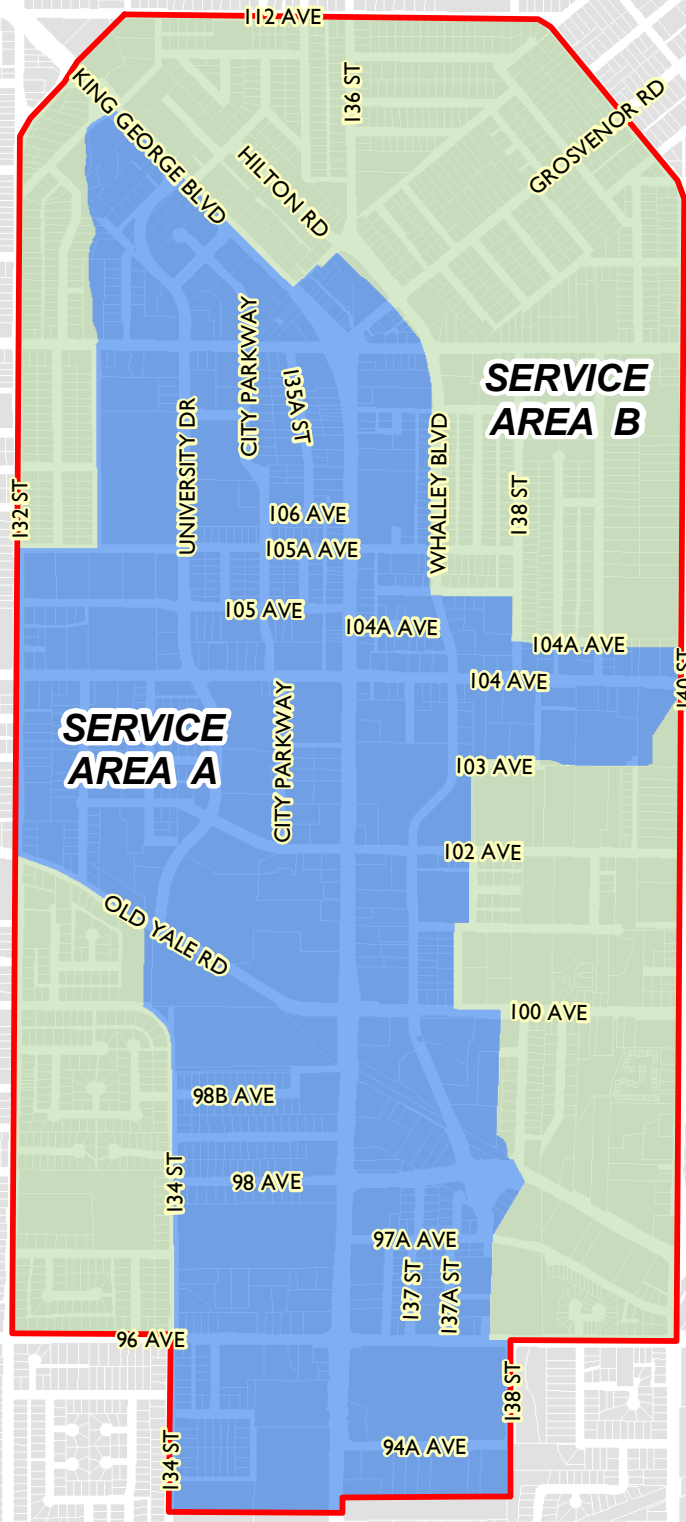 112 AVE
136 ST
KING GEORGE BLVD
HILTON RD
GROSVENOR RD
CITY PARKWAY
135A ST
SERVICE
AREA B
UNIVERSITY DR
WHALLEY BLVD
132 ST
138 ST
106 AVE
105A AVE
105 AVE
104A AVE
104A AVE
104 AVE
140 ST
SERVICE
AREA A
CITY PARKWAY
103 AVE
102 AVE
OLD YALE RD
100 AVE
98B AVE
134 ST
98 AVE
97A AVE
137 ST
137A ST
96 AVE
138 ST
134 ST
94A AVE